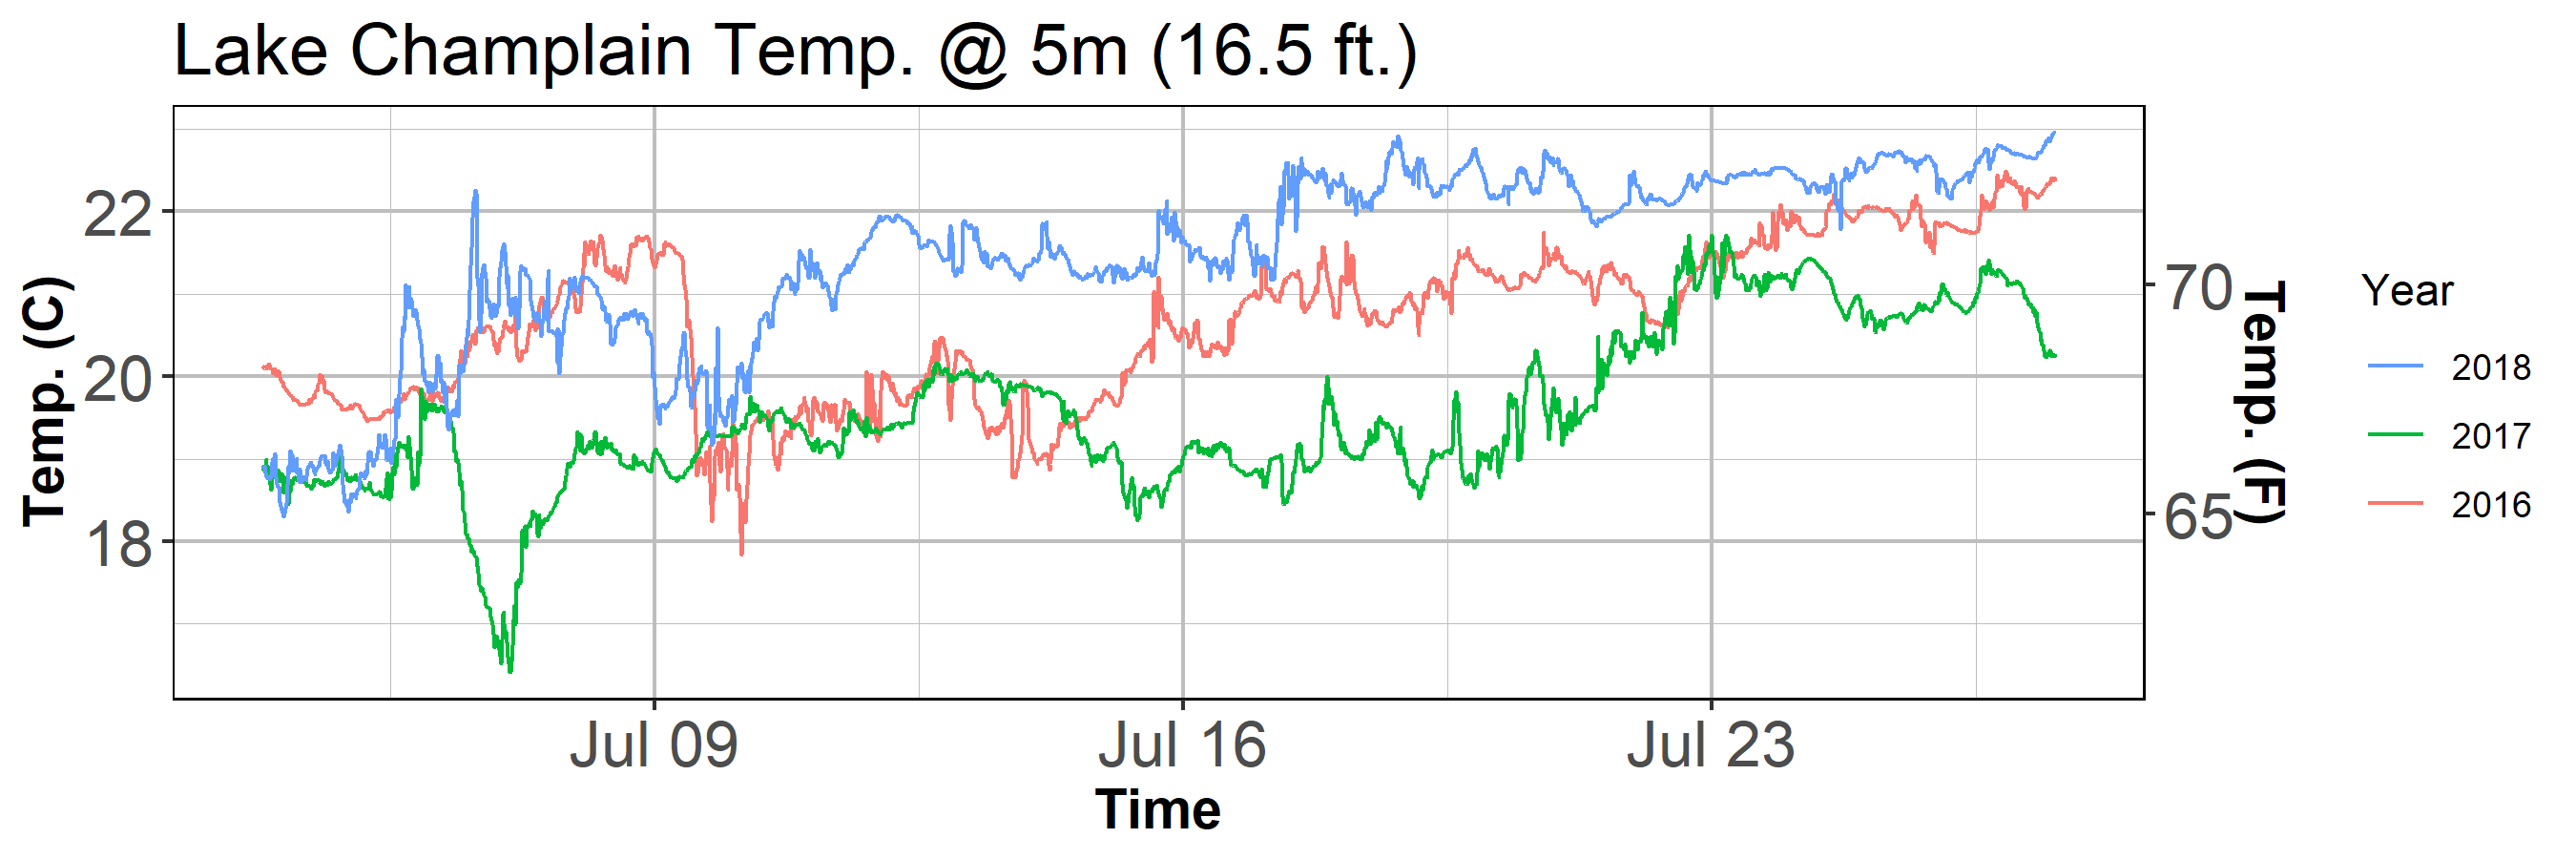 Lake Champlain Temp. @ 5m (16.5 ft.)
Temp. (C)
22
20
18
70
65
Temp. (F)
Jul 09 Jul 16 Jul 23
Time
Year
2018
2017
2016